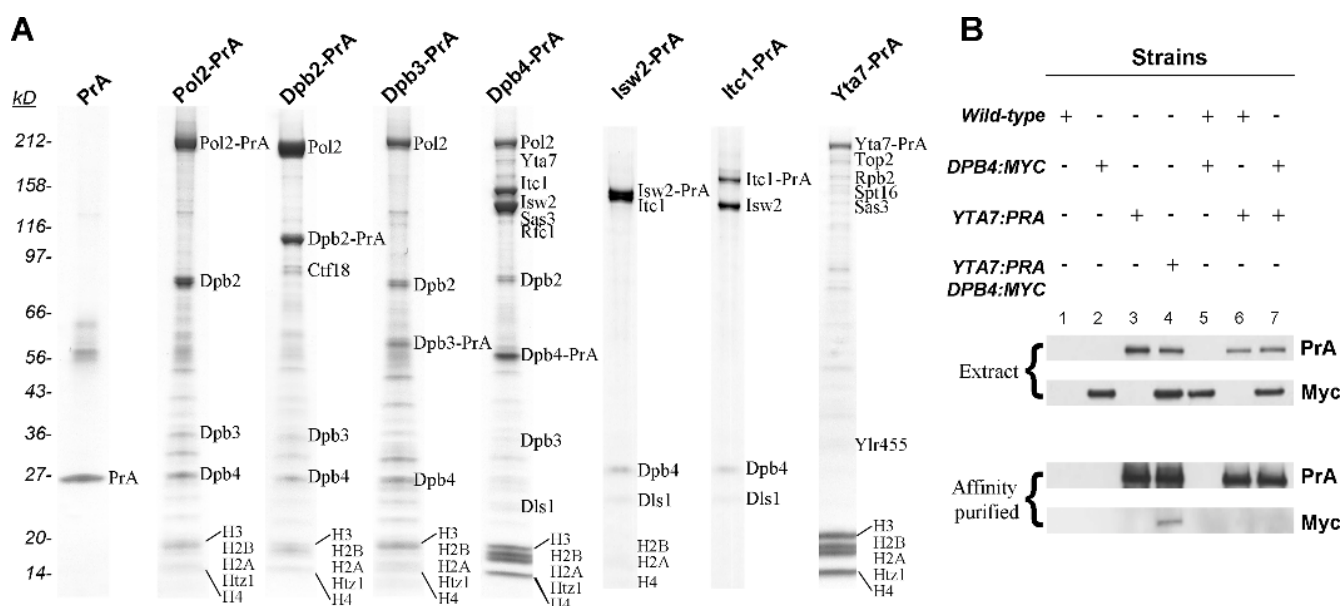 A
kD
212-
158-
116-
97-
66-
56-
43-
36-
27-
20-
14-
PrA
PrA
Pol2-PrA
Pol2-PrA
Dpb2
Dpb3
Dpb4
H3
H2B
H2A
Htz1
H4
Dpb2-PrA
Pol2
Dpb2-PrA
Ctf18
Dpb3
Dpb4
H3
H2B
H2A
Htz1
H4
Dpb3-PrA
Pol2
Dpb2
Dpb3-PrA
Dpb4
H3
H2B
H2A
Htz1
H4
Dpb4-PrA
Pol2
Yta7
Itc1
Isw2
Sas3
Rfc1
Dpb2
Dpb4-PrA
Dpb3
Dls1
H3
H2B
H2A
Htz1
H4
Isw2-PrA
Isw2-PrA
Itc1
Dpb4
Dls1
H2B
H2A
H4
Itc1-PrA
Itc1-PrA
Isw2
Dpb4
Dls1
Yta7-PrA
Yta7-PrA
Top2
Rpb2
Spt16
Sas3
Ylr455
H3
H2B
H2A
Htz1
H4
B
Strains
Wild-type + - - - + + -
DPB4:MYC - + - - + - +
YTA7:PRA - - + - - + +
YTA7:PRA - - - + - - -
DPB4:MYC
1 2 3 4 5 6 7
Extract
PrA
Myc
Affinity
purified
PrA
Myc